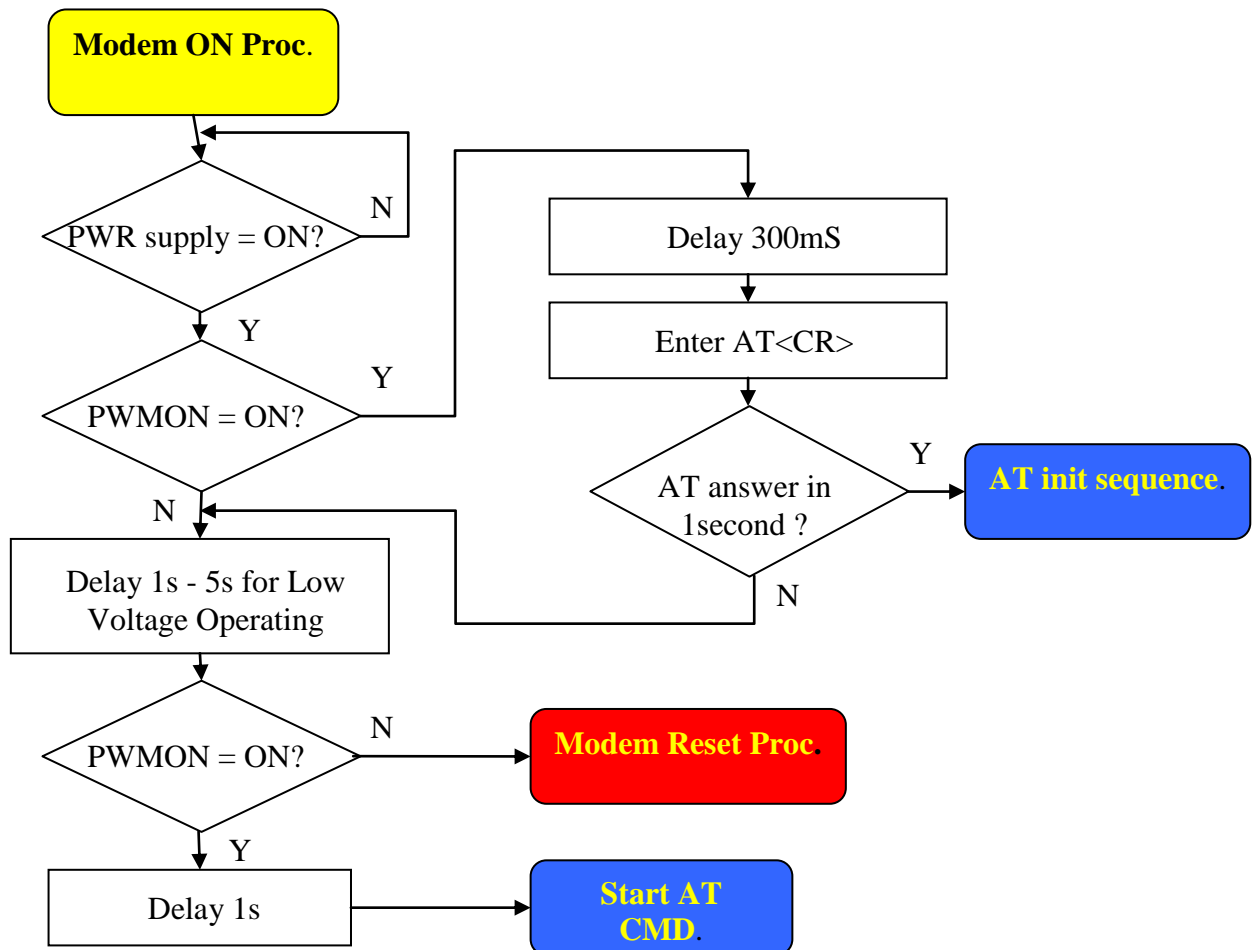 Modem ON Proc.
N
PWR supply = ON?
Y
PWMON = ON?
Y
Delay 300mS
Enter AT<CR>
AT answer in
1second ?
Y
AT init sequence.
N
N
Delay 1s - 5s for Low
Voltage Operating
PWMON = ON?
N
Modem Reset Proc.
Y
Delay 1s
Start AT
CMD.